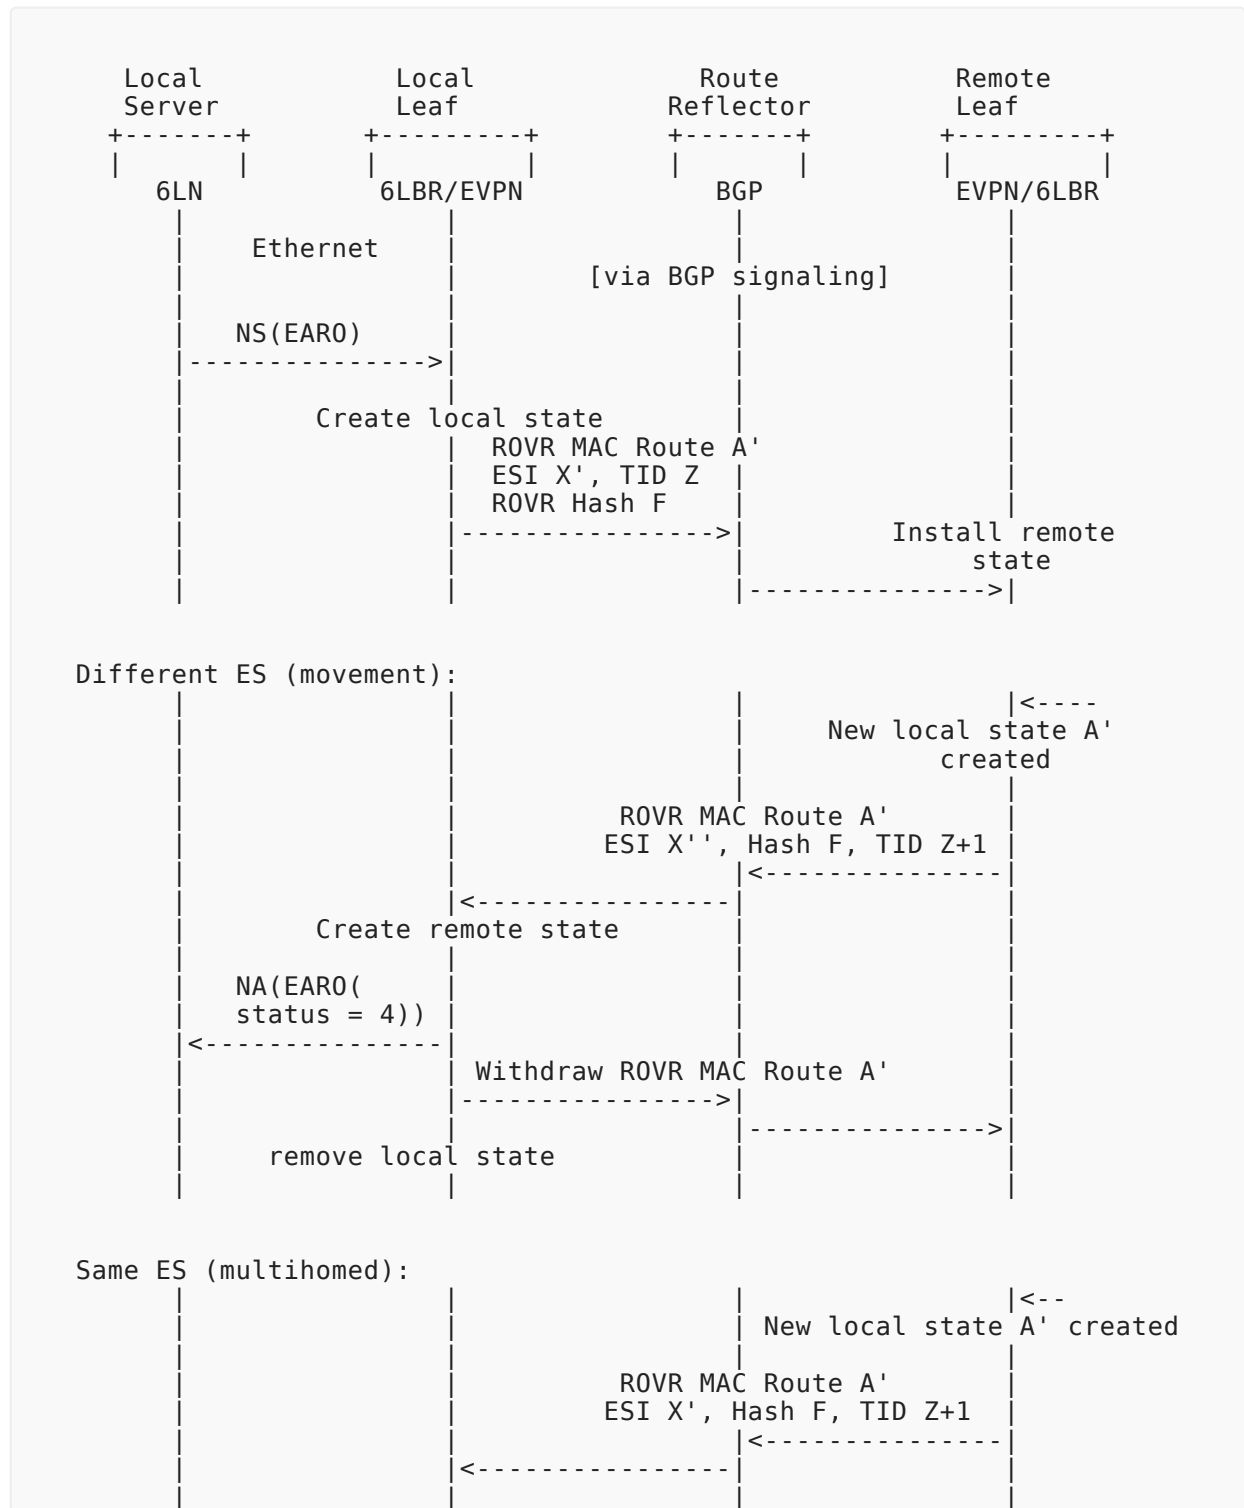 Local Local Route Remote
Server Leaf Reflector Leaf
+-------+ +---------+ +-------+ +---------+
| | | | | | | |
6LN 6LBR/EVPN BGP EVPN/6LBR
Ethernet
[via BGP signaling]
NS(EARO)
--------------->
Create local state
ROVR MAC Route A'
ESI X', TID Z
ROVR Hash F
----------------> Install remote
state
--------------->
Different ES (movement):
<----
New local state A'
created
ROVR MAC Route A'
ESI X'', Hash F, TID Z+1
<---------------
<----------------
Create remote state
NA(EARO(
status = 4))
<---------------
Withdraw ROVR MAC Route A'
---------------->
--------------->
remove local state
Same ES (multihomed):
<--
New local state A' created
ROVR MAC Route A'
ESI X', Hash F, TID Z+1
<---------------
<----------------